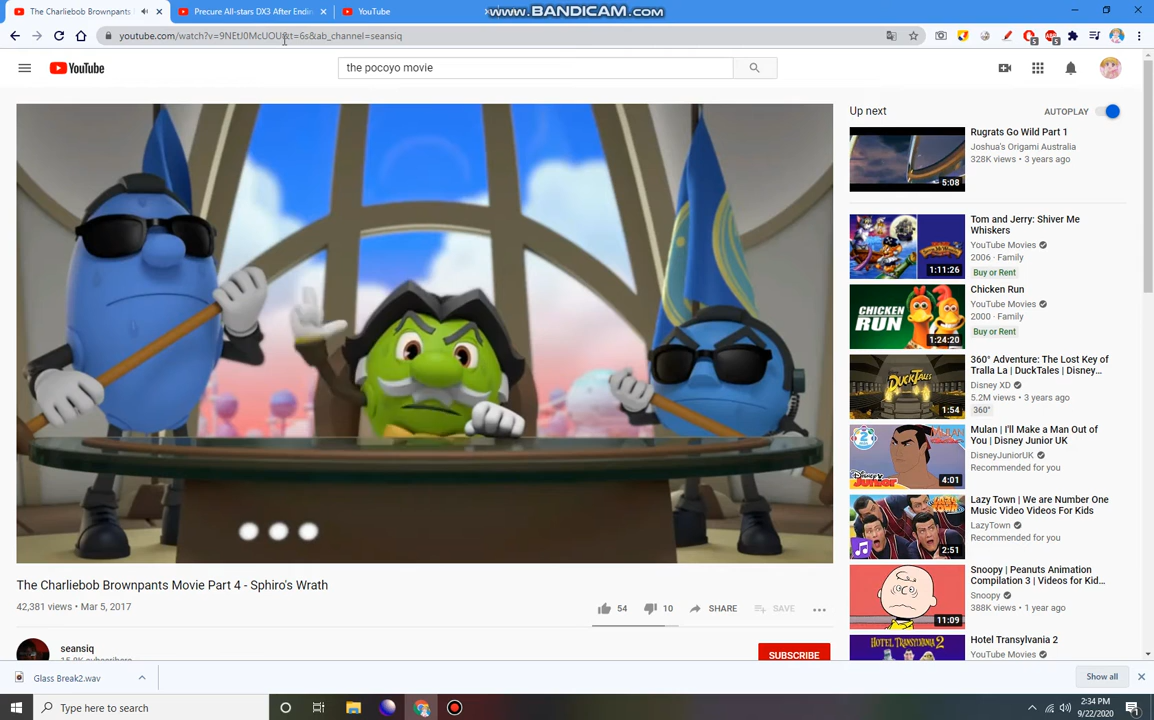 www.BANDICAM.com
The Charliebob Brownpants
Precure All-stars DX3 After Endin
YouTube
youtube.com/watch?v=9NEtJ0McUOU&t=6s&ab_channel=seansiq
YouTube
the pocoyo movie
Up next
AUTOPLAY
Rugrats Go Wild Part 1
Joshua's Origami Australia
328K views • 3 years ago
5:08
Tom and Jerry: Shiver Me
Whiskers
YouTube Movies
2006 · Family
Buy or Rent
1:11:26
Chicken Run
YouTube Movies
2000 · Family
Buy or Rent
CHICKEN
RUN
1:24:20
360° Adventure: The Lost Key of
Tralla La | DuckTales | Disney...
Disney XD
5.2M views • 3 years ago
360°
DUCKTALES
1:54
Mulan | I'll Make a Man Out of
You | Disney Junior UK
DisneyJuniorUK
Recommended for you
4:01
Lazy Town | We are Number One
Music Video Videos For Kids
LazyTown
Recommended for you
2:51
Snoopy | Peanuts Animation
Compilation 3 | Videos for Kid...
Snoopy
388K views • 1 year ago
11:09
Hotel Transylvania 2
YouTube Movies
HOTEL TRANSYLVANIA 2
The Charliebob Brownpants Movie Part 4 - Sphiro's Wrath
42,381 views • Mar 5, 2017
54
10
SHARE
SAVE
seansiq
SUBSCRIBE
Glass Break2.wav
Show all
Type here to search
2:34 PM
9/22/2020